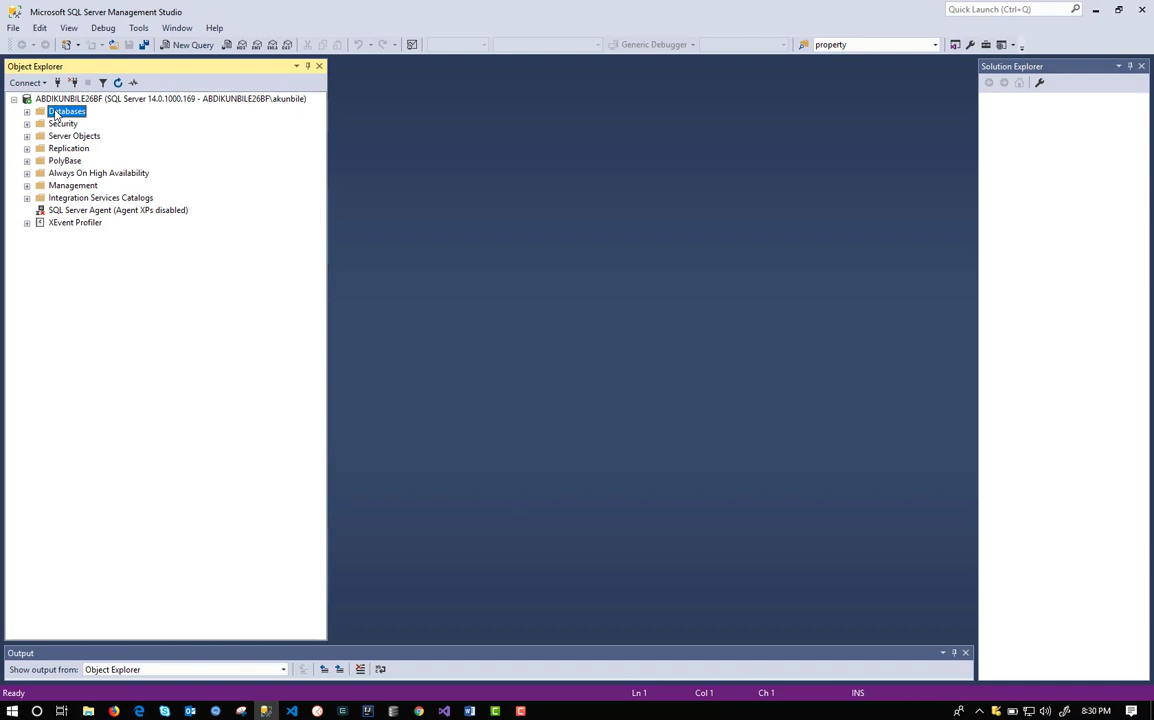 Microsoft SQL Server Management Studio
Quick Launch (Ctrl+Q)
File Edit View Debug Tools Window Help
New Query
Generic Debugger
property
Object Explorer
Solution Explorer
Connect
ABDIKUNBILE26BF (SQL Server 14.0.1000.169 - ABDIKUNBILE26BF\akunbile)
Databases
Security
Server Objects
Replication
PolyBase
Always On High Availability
Management
Integration Services Catalogs
SQL Server Agent (Agent XPs disabled)
XEvent Profiler
Output
Show output from: Object Explorer
Ready
Ln 1 Col 1 Ch 1 INS
8:30 PM